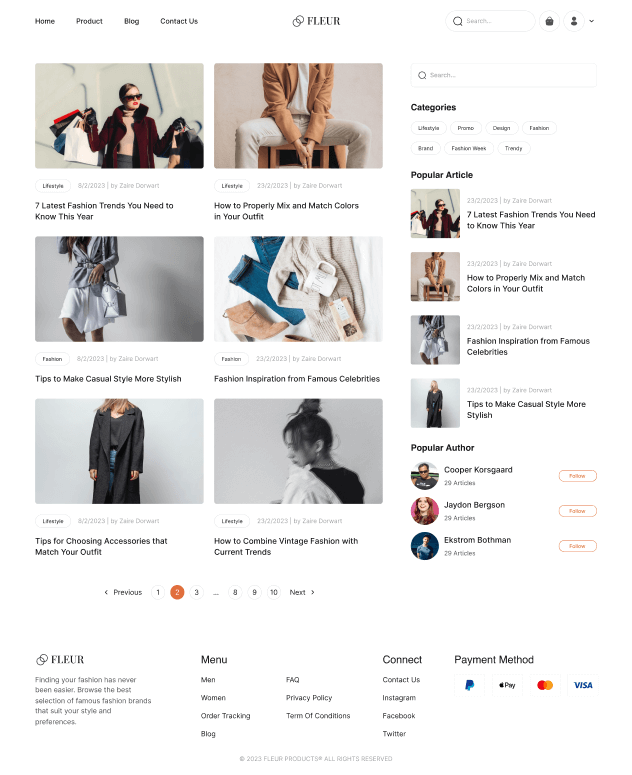 Home
Product
Blog
Contact Us
FLEUR
Search...
Lifestyle
8/2/2023 | by Zaire Dorwart
7 Latest Fashion Trends You Need to
Know This Year
Lifestyle
23/2/2023 | by Zaire Dorwart
How to Properly Mix and Match Colors
in Your Outfit
Fashion
8/2/2023 | by Zaire Dorwart
Tips to Make Casual Style More Stylish
Fashion
23/2/2023 | by Zaire Dorwart
Fashion Inspiration from Famous Celebrities
Lifestyle
8/2/2023 | by Zaire Dorwart
Tips for Choosing Accessories that
Match Your Outfit
Lifestyle
23/2/2023 | by Zaire Dorwart
How to Combine Vintage Fashion with
Current Trends
Previous 1 2 3 ... 8 9 10 Next
Search...
Categories
Lifestyle
Promo
Design
Fashion
Brand
Fashion Week
Trendy
Popular Article
23/2/2023 | by Zaire Dorwart
7 Latest Fashion Trends You Need
to Know This Year
23/2/2023 | by Zaire Dorwart
How to Properly Mix and Match
Colors in Your Outfit
23/2/2023 | by Zaire Dorwart
Fashion Inspiration from Famous
Celebrities
23/2/2023 | by Zaire Dorwart
Tips to Make Casual Style More
Stylish
Popular Author
Cooper Korsgaard
29 Articles
Follow
Jaydon Bergson
29 Articles
Follow
Ekstrom Bothman
29 Articles
Follow
FLEUR
Finding your fashion has never
been easier. Browse the best
selection of famous fashion brands
that suit your style and
preferences.
Menu
Men
Women
Order Tracking
Blog
FAQ
Privacy Policy
Term Of Conditions
Connect
Contact Us
Instagram
Facebook
Twitter
Payment Method
Pay
VISA
© 2023 FLEUR PRODUCTS® ALL RIGHTS RESERVED